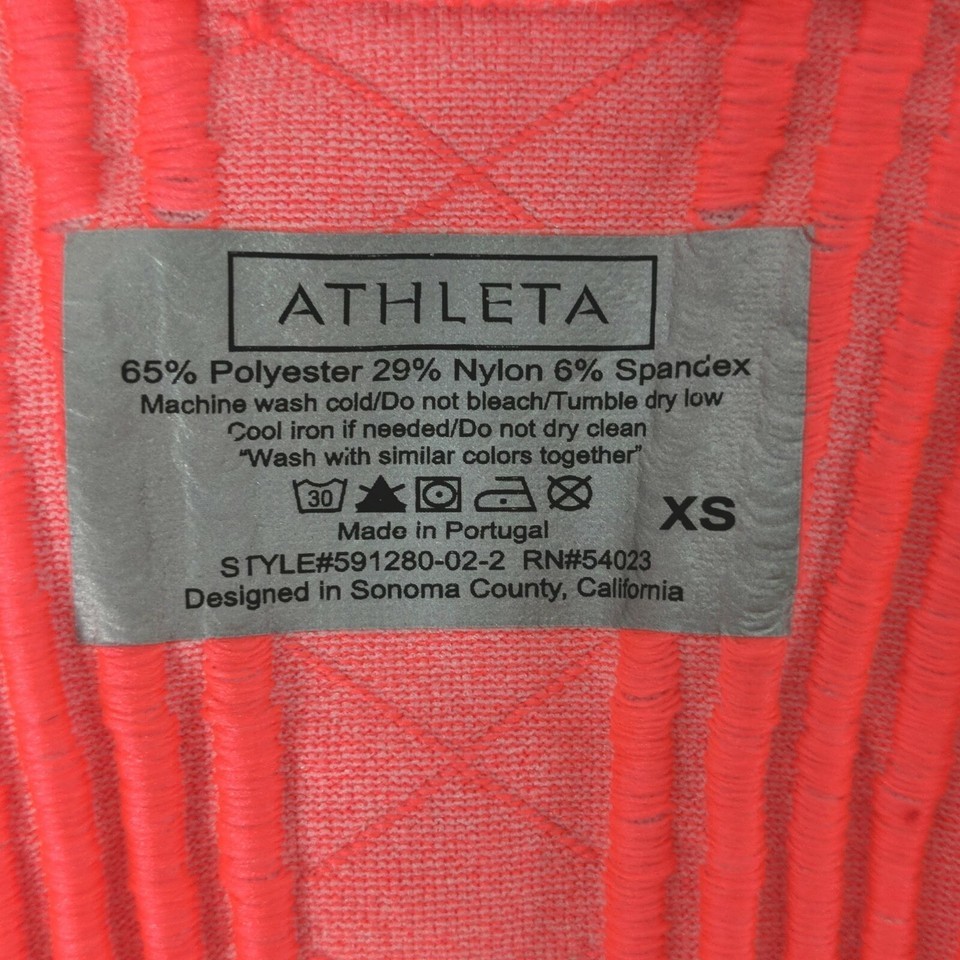 ATHLETA
65% Polyester 29% Nylon 6% Spandex
Machine wash cold/Do not bleach/Tumble dry low
Cool iron if needed/Do not dry clean
"Wash with similar colors together"
30
XS
Made in Portugal
STYLE#591280-02-2 RN#54023
Designed in Sonoma County, California